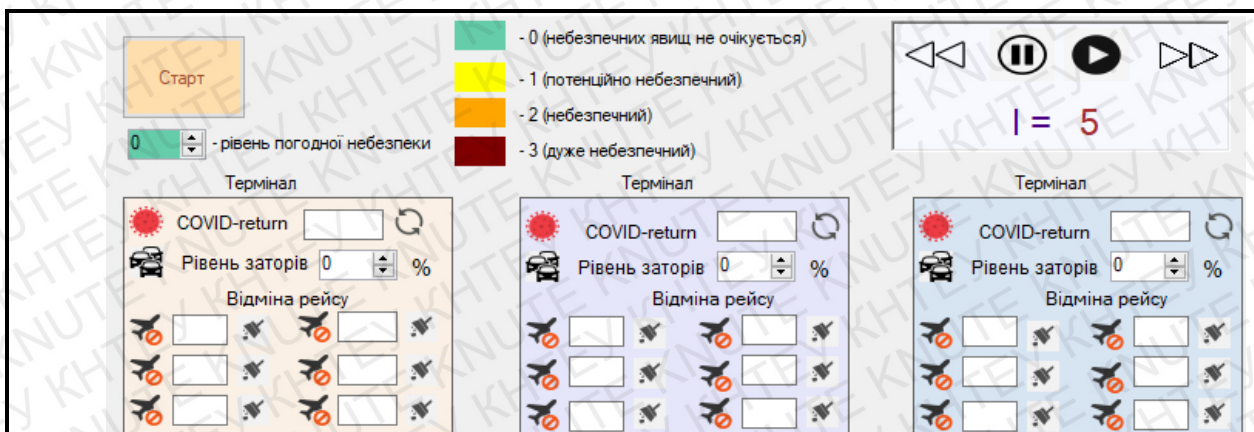 Старт
0 - рівень погодної небезпеки
- 0 (небезпечних явищ не очікується)
- 1 (потенційно небезпечний)
- 2 (небезпечний)
- 3 (дуже небезпечний)
I = 5
Термінал
COVID-return
Рівень заторів 0 %
Відміна рейсу
Термінал
COVID-return
Рівень заторів 0 %
Відміна рейсу
Термінал
COVID-return
Рівень заторів 0 %
Відміна рейсу
KHTEY KNUTE